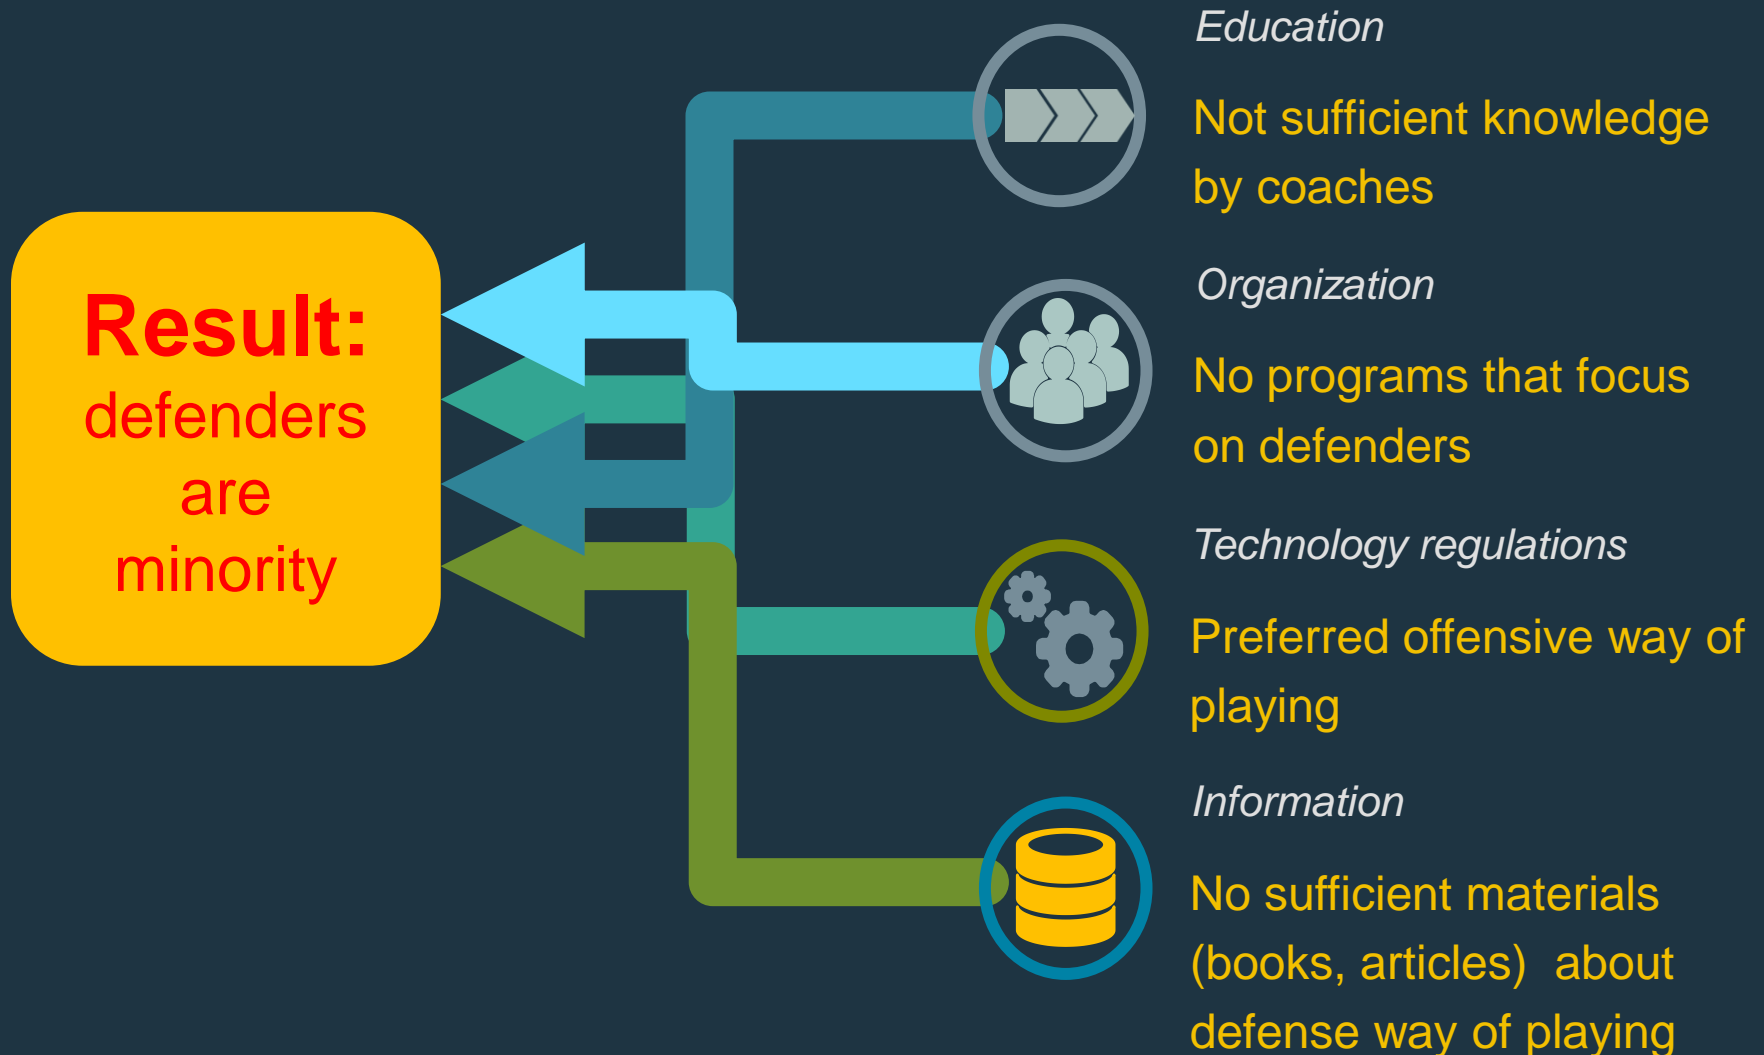 Result:
defenders
are
minority
Education
Not sufficient knowledge
by coaches
Organization
No programs that focus
on defenders
Technology regulations
Preferred offensive way of
playing
Information
No sufficient materials
(books, articles)  about
defense way of playing